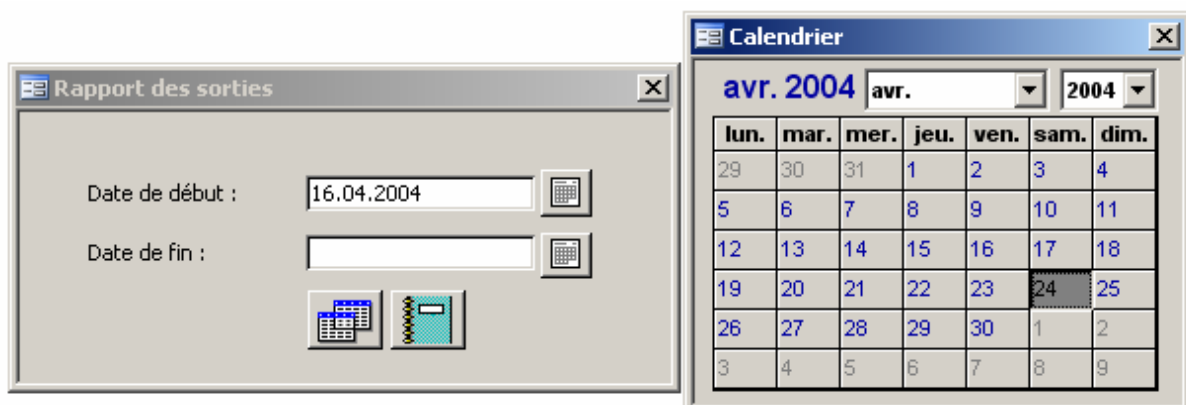 Rapport des sorties
Date de début :
16.04.2004
Date de fin :
Calendrier
avr. 2004 avr. 2004
lun. mar. mer. jeu. ven. sam. dim.
29 30 31 1 2 3 4
5 6 7 8 9 10 11
12 13 14 15 16 17 18
19 20 21 22 23 24 25
26 27 28 29 30 1 2
3 4 5 6 7 8 9